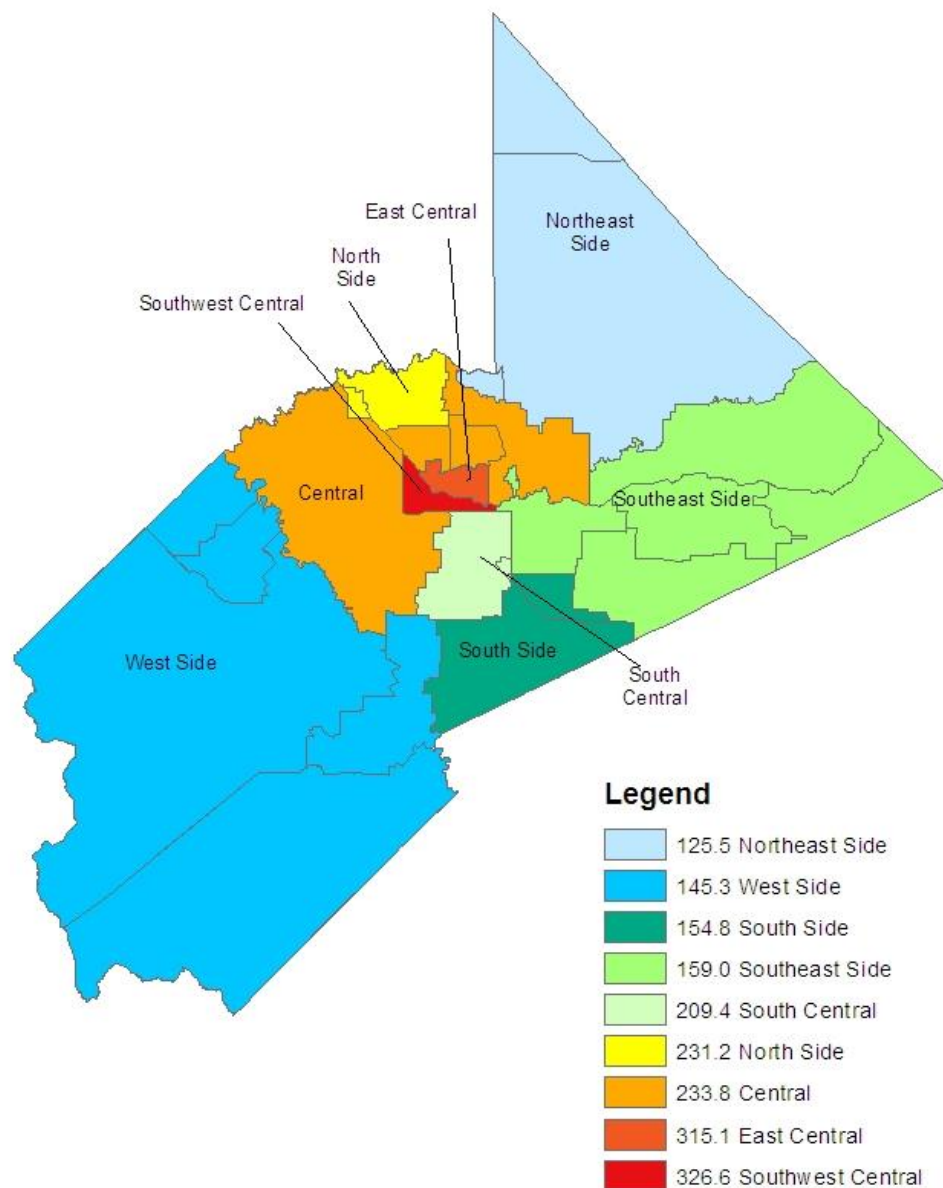 East Central
Northeast
Side
North
Side
Southwest Central
Central
Southeast Side
West Side
South Side
South
Central
Legend
125.5 Northeast Side
145.3 West Side
154.8 South Side
159.0 Southeast Side
209.4 South Central
231.2 North Side
233.8 Central
315.1 East Central
326.6 Southwest Central